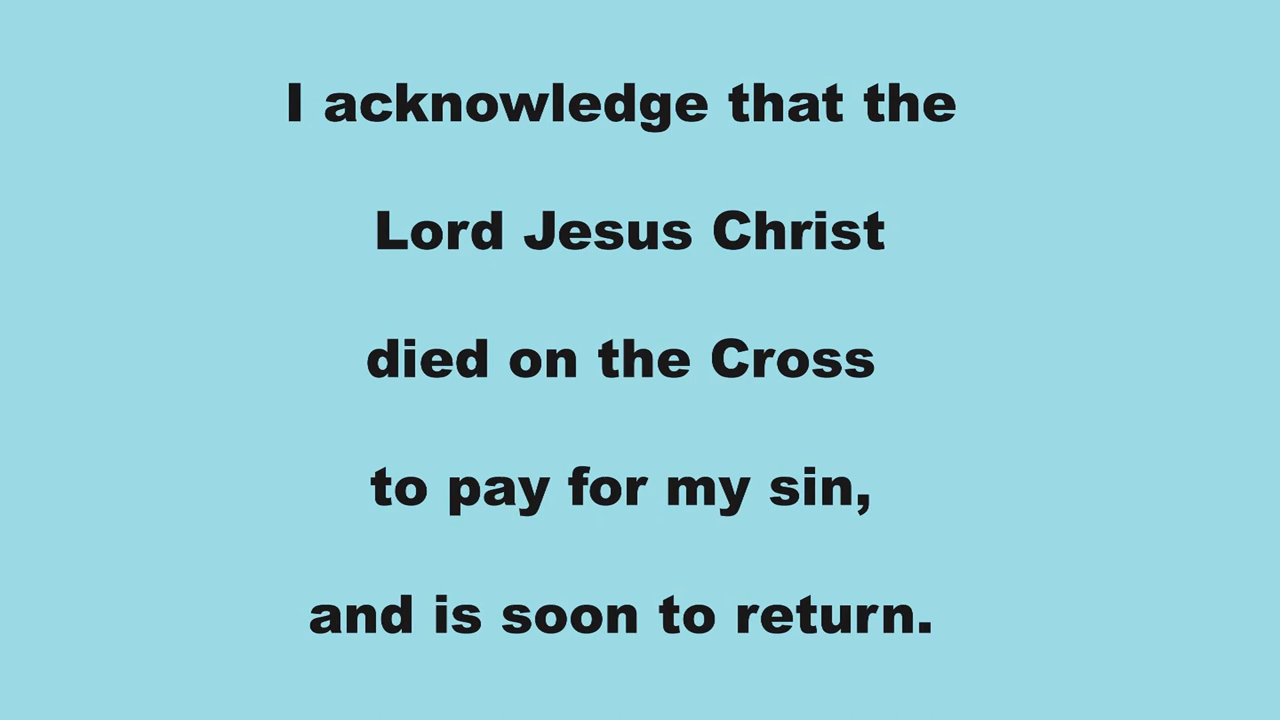 I acknowledge that the
Lord Jesus Christ
died on the Cross
to pay for my sin,
and is soon to return.